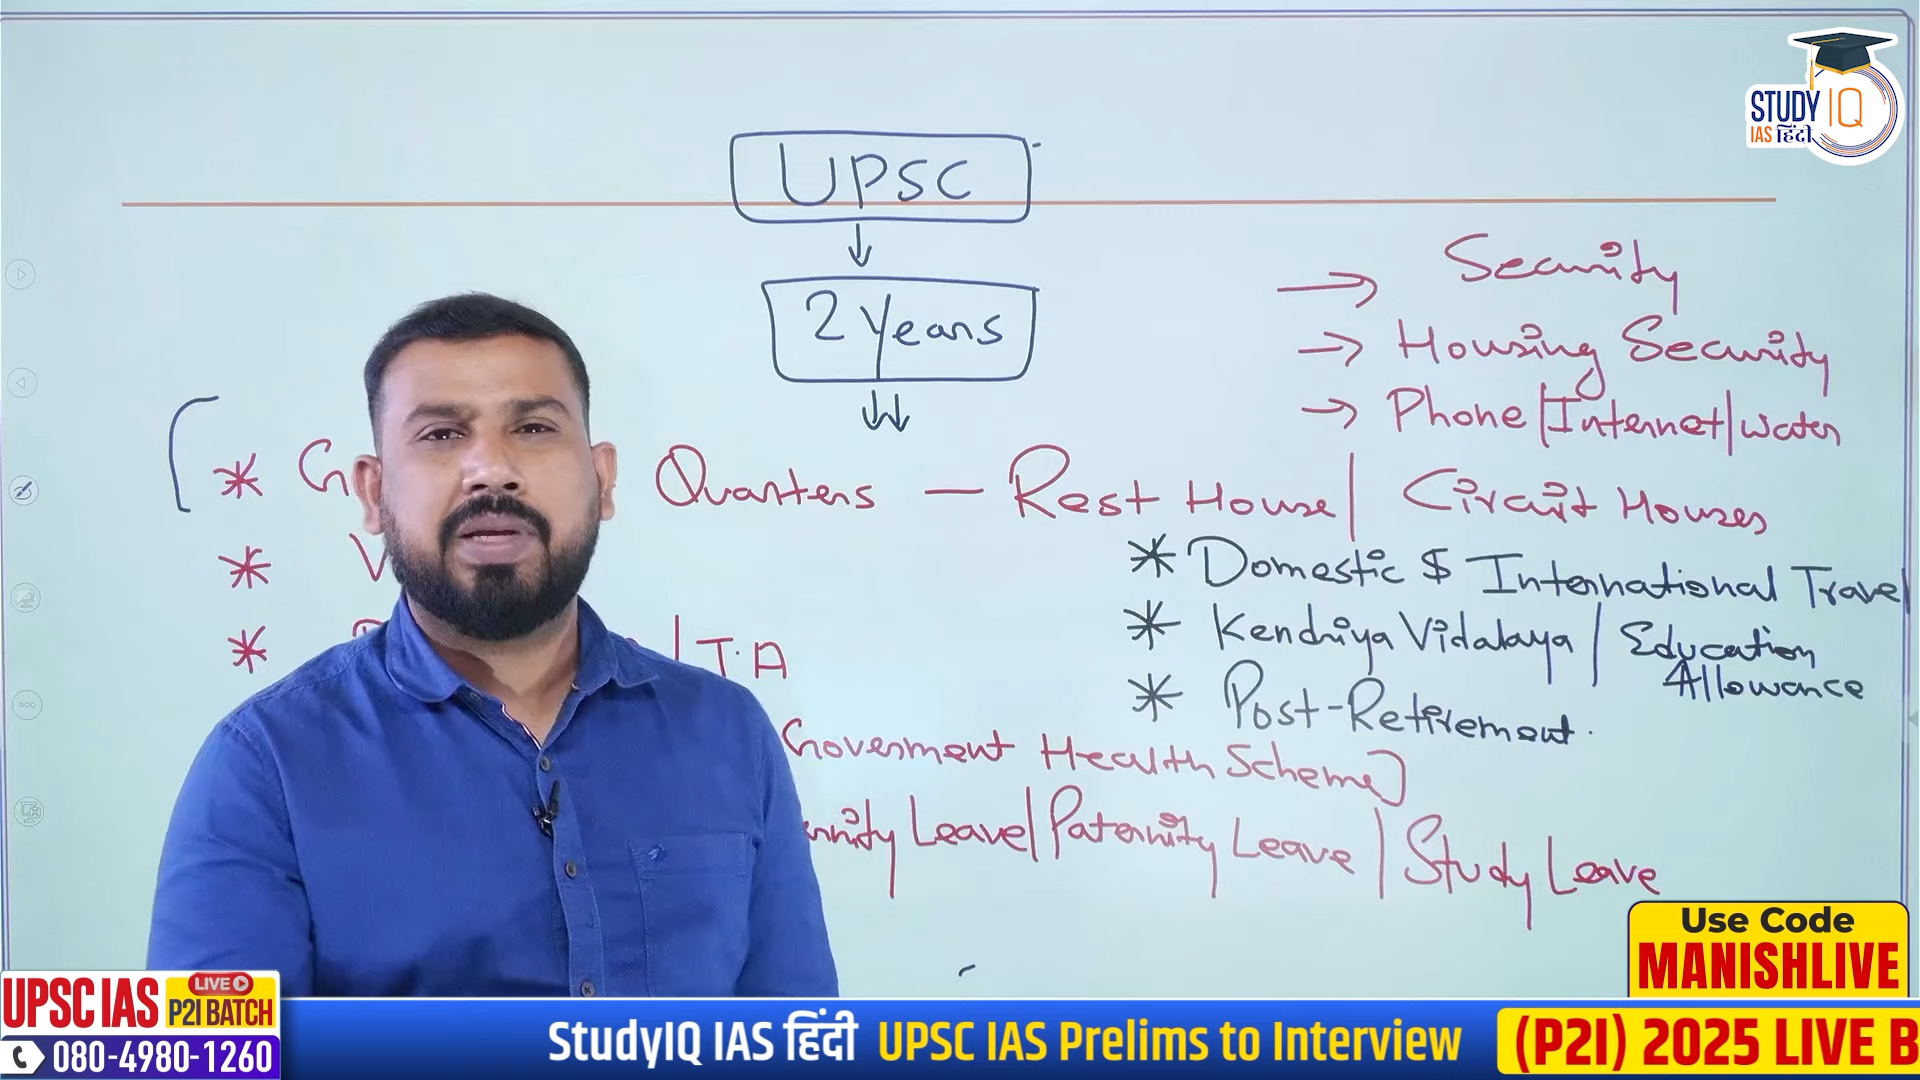 STUDY IQ
IAS हिंदी
UPSC
2 Years
→ Security
→ Housing Security
→ Phone/Internet/water
* Quarters — Rest House/ Circuit Houses
*
* / T.A
* Domestic $ International Travel
* Kendriya Vidalaya / Education Allowance
* Post-Retirement.
Goverment Health Scheme)
Leave/Paternity Leave / Study Leave
Use Code
MANISHLIVE
UPSC IAS LIVE P2I BATCH
080-4980-1260
StudyIQ IAS हिंदी UPSC IAS Prelims to Interview
(P2I) 2025 LIVE B